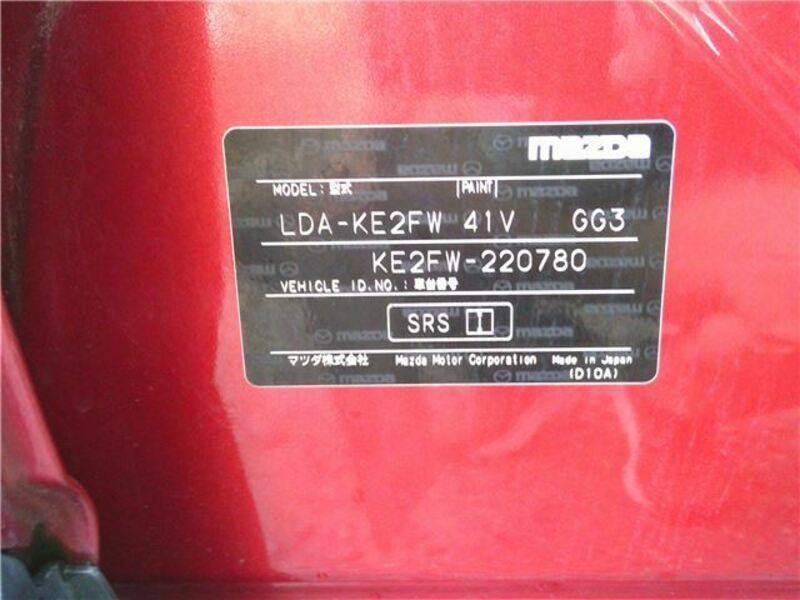 mazda
MODEL: 型式 PAINT
LDA-KE2FW 41V GG3
KE2FW-220780
VEHICLE ID.NO.: 車台番号
SRS I
マツダ株式会社 Mazda Motor Corporation Made in Japan
(D10A)